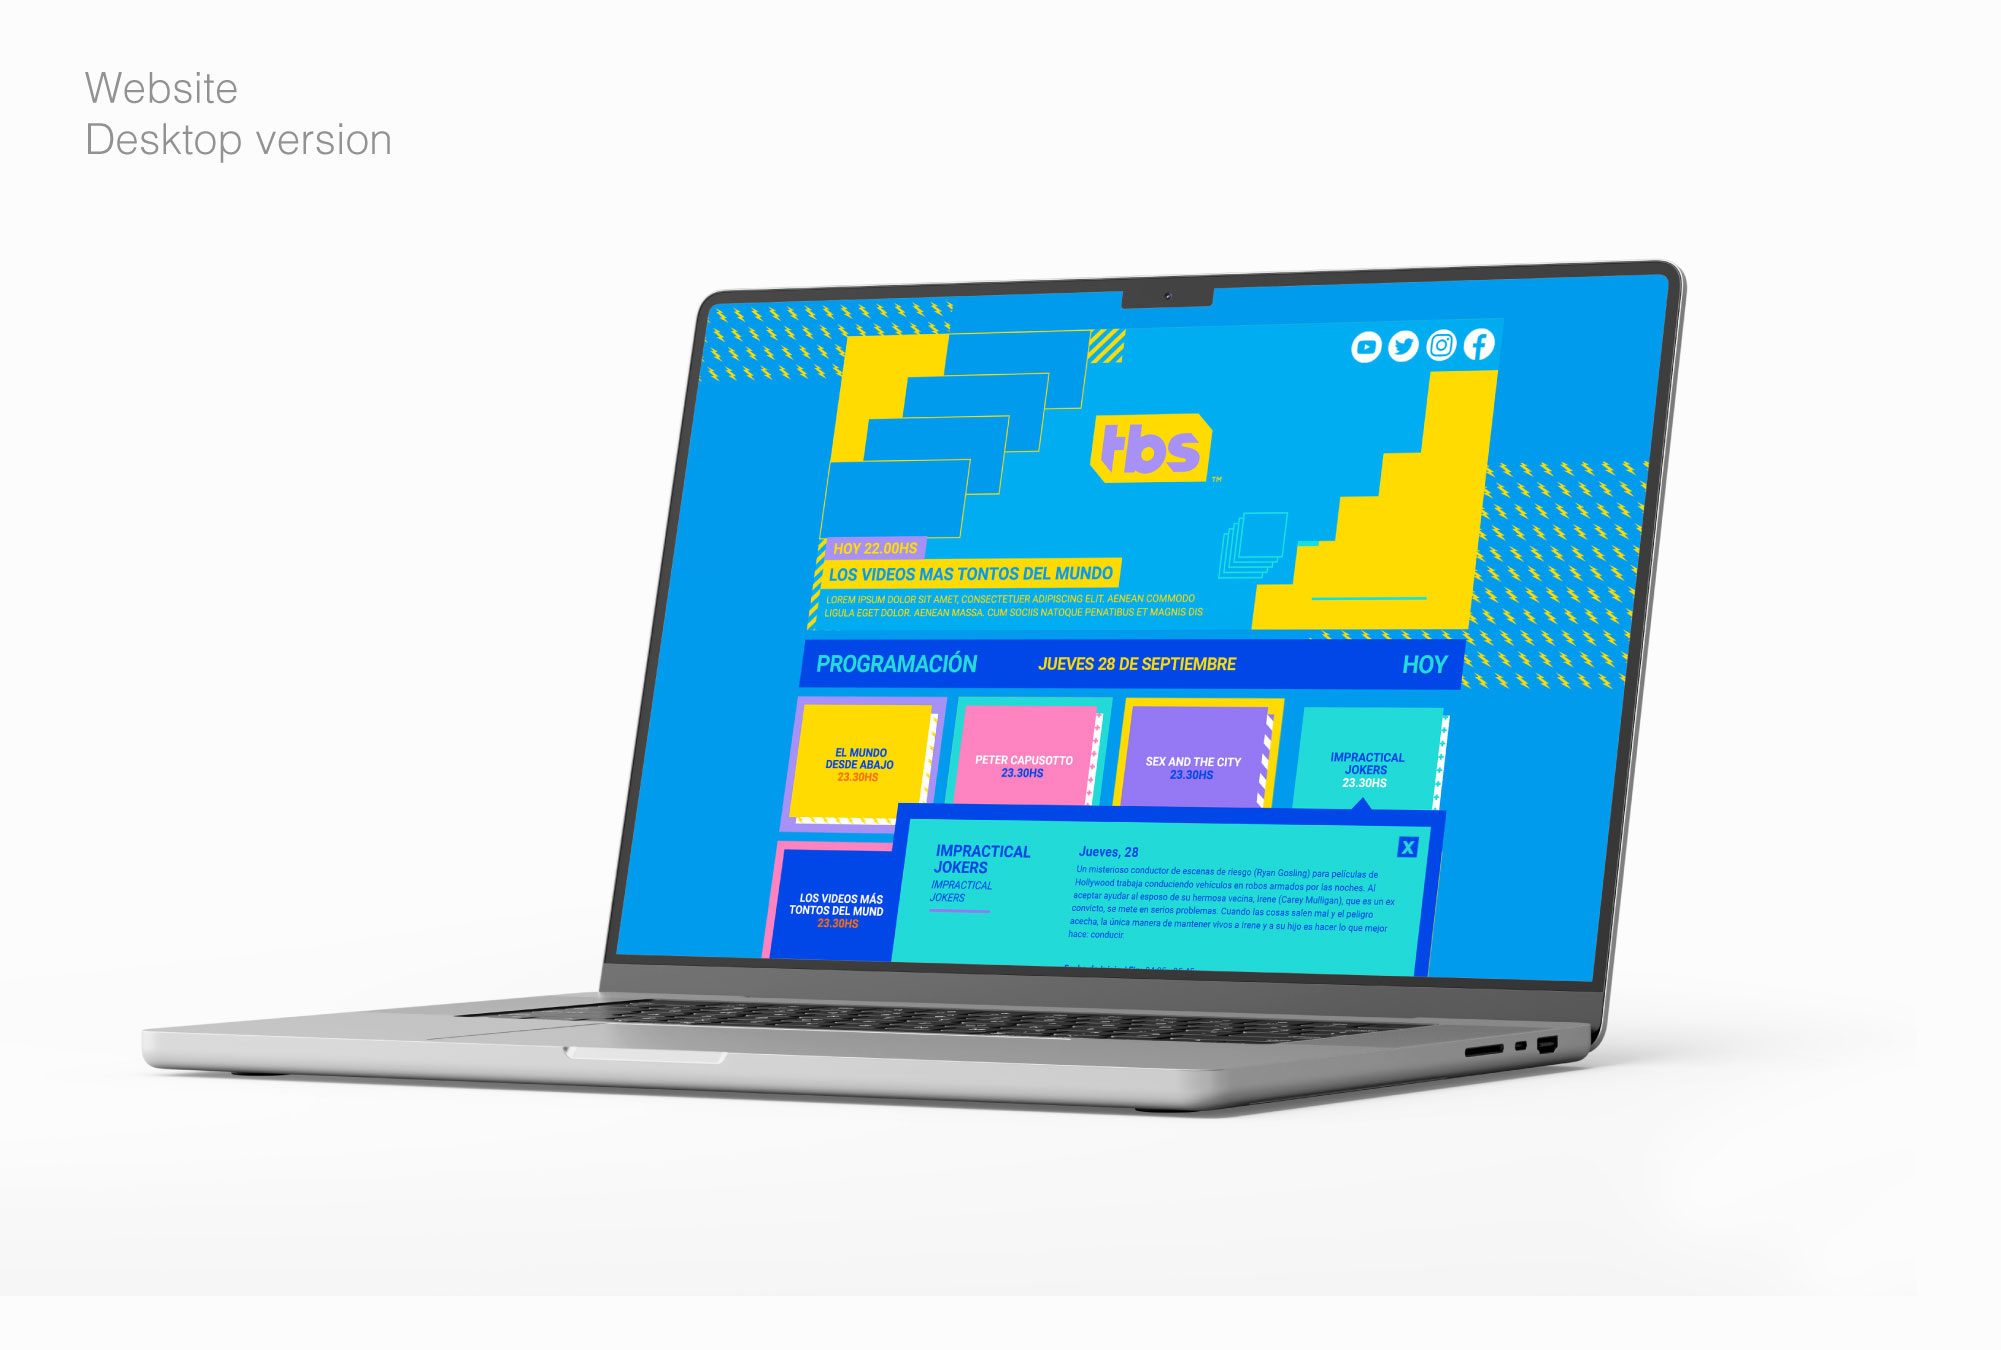 Website
Desktop version
tbs
TM
HOY 22.00HS
LOS VIDEOS MAS TONTOS DEL MUNDO
LOREM IPSUM DOLOR SIT AMET, CONSECTETUER ADIPISCING ELIT. AENEAN COMMODO
LIGULA EGET DOLOR. AENEAN MASSA. CUM SOCIIS NATOQUE PENATIBUS ET MAGNIS DIS
PROGRAMACIÓN
JUEVES 28 DE SEPTIEMBRE
HOY
EL MUNDO
DESDE ABAJO
23.30HS
PETER CAPUSOTTO
23.30HS
SEX AND THE CITY
23.30HS
IMPRACTICAL
JOKERS
23.30HS
LOS VIDEOS MÁS
TONTOS DEL MUND
23.30HS
IMPRACTICAL
JOKERS
IMPRACTICAL
JOKERS
Jueves, 28
X
Un misterioso conductor de escenas de riesgo (Ryan Gosling) para películas de
Hollywood trabaja conduciendo vehículos en robos armados por las noches. Al
aceptar ayudar al esposo de su hermosa vecina, Irene (Carey Mulligan), que es un ex
convicto, se mete en serios problemas. Cuando las cosas salen mal y el peligro
acecha, la única manera de mantener vivos a Irene y a su hijo es hacer lo que mejor
hace: conducir.